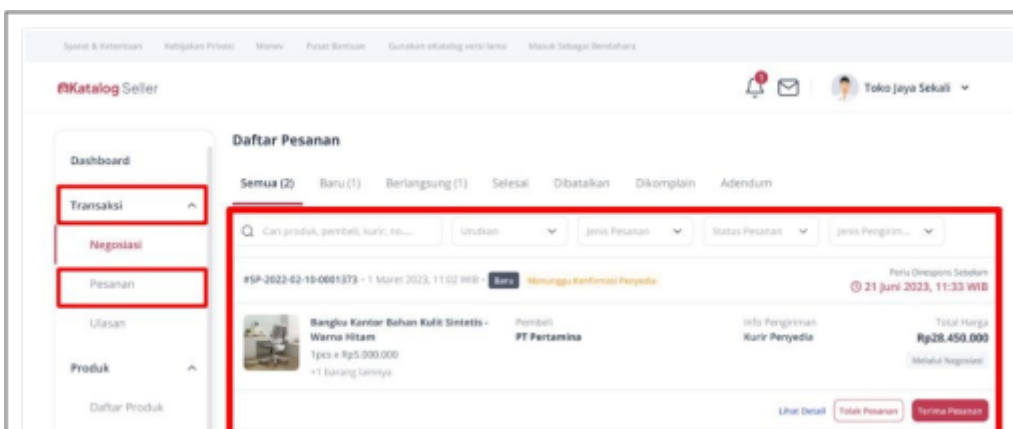 Syarat & Ketentuan Kebijakan Privasi Monev Pusat Bantuan Gunakan eKatalog versi lama Masuk Sebagai Bendahara
Katalog Seller
Toko Jaya Sekali
Dashboard
Transaksi
Negosiasi
Pesanan
Ulasan
Produk
Daftar Produk
Daftar Pesanan
Semua (2) Baru (1) Berlangsung (1) Selesai Dibatalkan Dikomplain Adendum
Cari produk, pembeli, kurir, no....
Urutkan
Jenis Pesanan
Status Pesanan
Jenis Pengirim...
#SP-2022-02-10-0001373 - 1 Maret 2023, 11:02 WIB - Baru Menunggu Konfirmasi Penyedia
Perlu Direspons Sebelum
21 Juni 2023, 11:33 WIB
Bangku Kantor Bahan Kulit Sintetis -
Warna Hitam
1pcs x Rp5.000.000
+1 barang lainnya
Pembeli
PT Pertamina
Info Pengiriman
Kurir Penyedia
Total Harga
Rp28.450.000
Melalui Negosiasi
Lihat Detail Tolak Pesanan Terima Pesanan